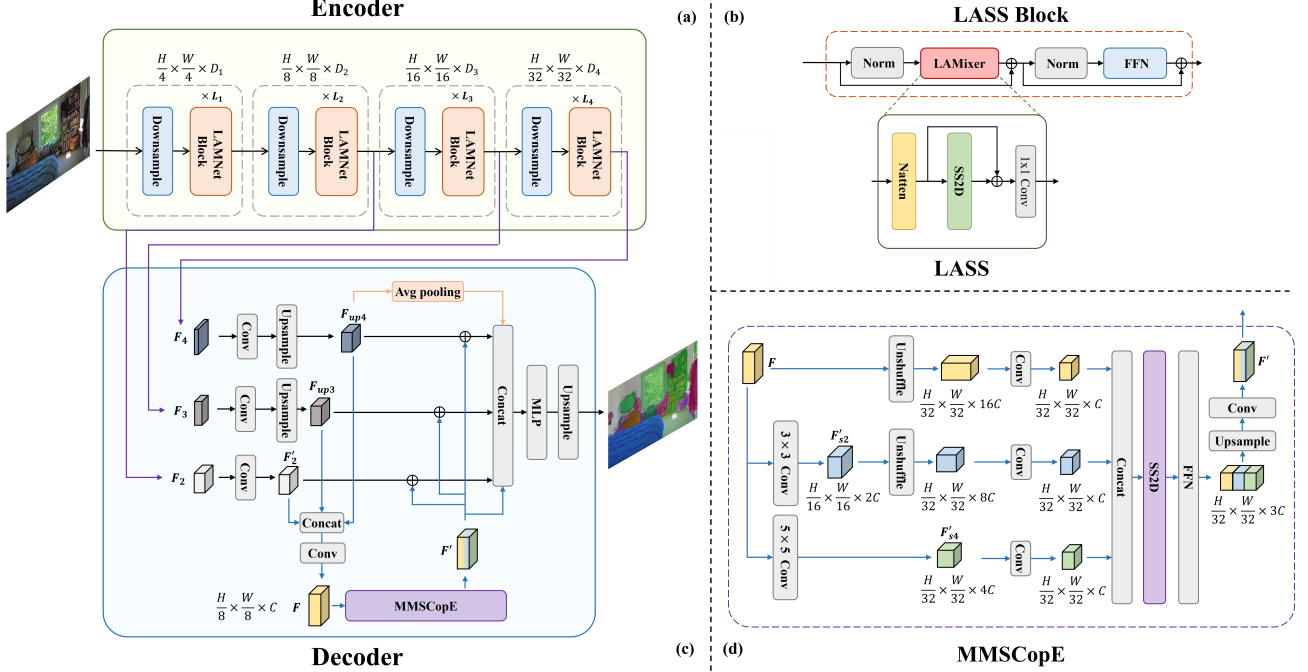 Encoder
(a)
H/4 × W/4 × D₁
H/8 × W/8 × D₂
H/16 × W/16 × D₃
H/32 × W/32 × D₄
× L₁
× L₂
× L₃
× L₄
Downsample
LAMNet Block
Downsample
LAMNet Block
Downsample
LAMNet Block
Downsample
LAMNet Block
(b)
LASS Block
Norm
LAMixer
Norm
FFN
Natten
SS2D
1x1 Conv
LASS
Avg pooling
F₄
Conv
Upsample
F_up4
F₃
Conv
Upsample
F_up3
F₂
Conv
F′₂
Concat
MLP
Upsample
Concat
Conv
F′
H/8 × W/8 × C
F
MMSCopE
Decoder
(c)
F
Unshuffle
H/32 × W/32 × 16C
Conv
H/32 × W/32 × C
3 × 3 Conv
F′_s2
H/16 × W/16 × 2C
Unshuffle
H/32 × W/32 × 8C
Conv
H/32 × W/32 × C
5 × 5 Conv
F′_s4
H/32 × W/32 × 4C
Conv
H/32 × W/32 × C
Concat
SS2D
FFN
F′
Conv
Upsample
H/32 × W/32 × 3C
(d)
MMSCopE